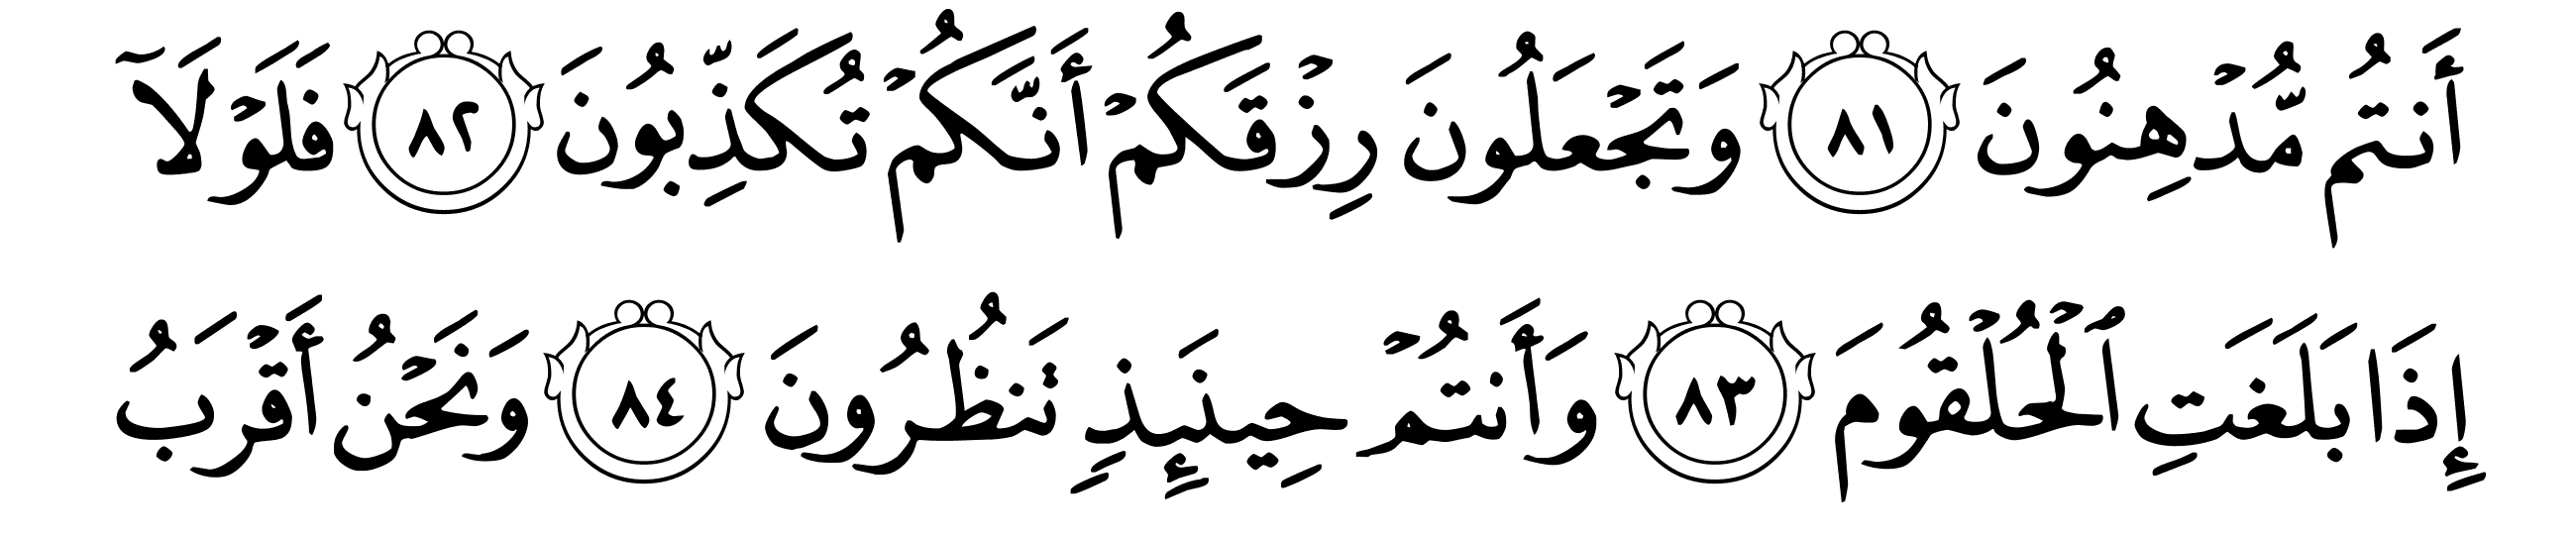 أَنتُم مُّدۡهِنُونَ ٨١ وَتَجۡعَلُونَ رِزۡقَكُمۡ أَنَّكُمۡ تُكَذِّبُونَ ٨٢ فَلَوۡلَآ
إِذَا بَلَغَتِ ٱلۡحُلۡقُومَ ٨٣ وَأَنتُمۡ حِينَئِذٖ تَنظُرُونَ ٨٤ وَنَحۡنُ أَقۡرَبُ